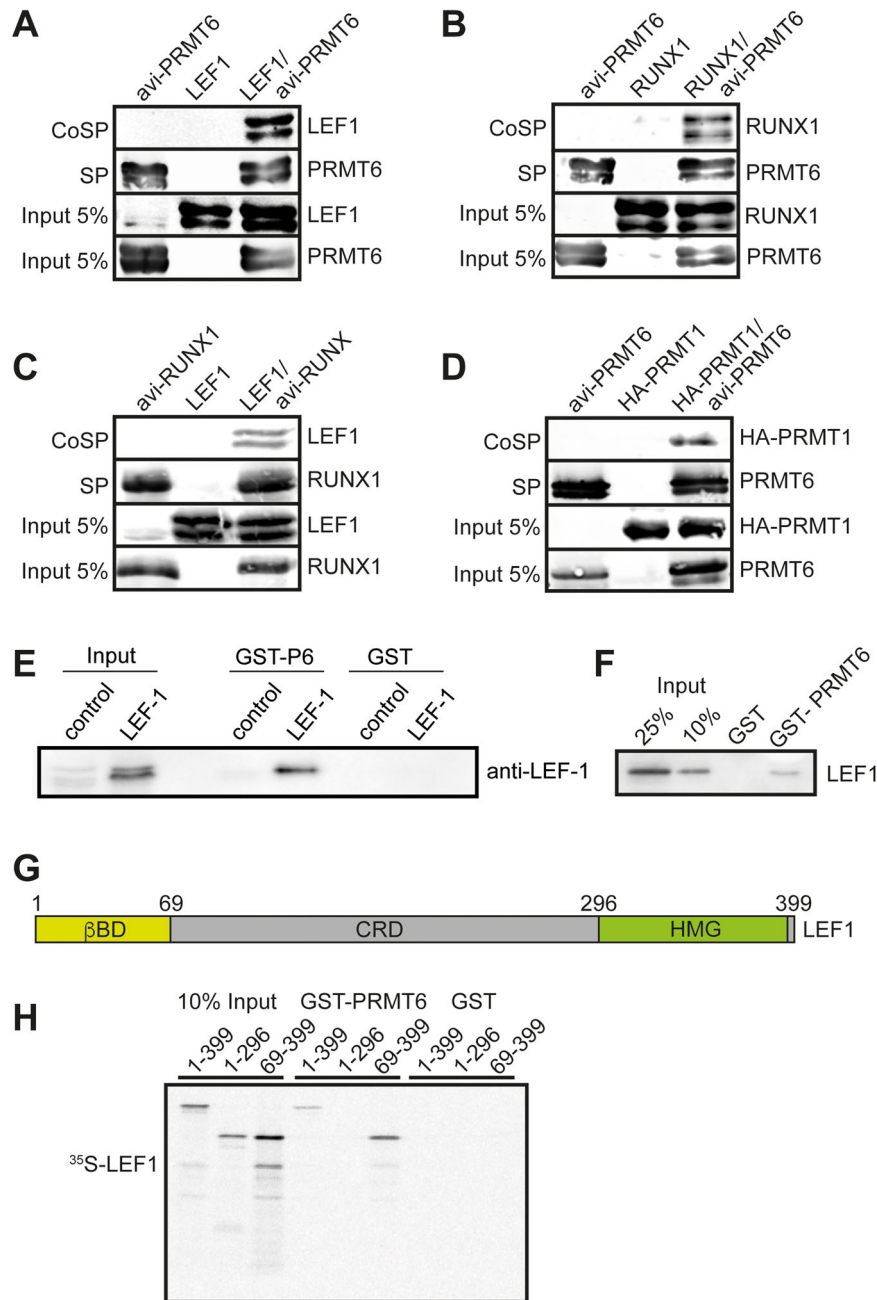 A
avi-PRMT6
LEF1
LEF1/
avi-PRMT6
CoSP
LEF1
SP
PRMT6
Input 5%
LEF1
Input 5%
PRMT6
B
avi-PRMT6
RUNX1
RUNX1/
avi-PRMT6
CoSP
RUNX1
SP
PRMT6
Input 5%
RUNX1
Input 5%
PRMT6
C
avi-RUNX1
LEF1
LEF1/
avi-RUNX
CoSP
LEF1
SP
RUNX1
Input 5%
LEF1
Input 5%
RUNX1
D
avi-PRMT6
HA-PRMT1
HA-PRMT1/
avi-PRMT6
CoSP
HA-PRMT1
SP
PRMT6
Input 5%
HA-PRMT1
Input 5%
PRMT6
E
Input
GST-P6
GST
control
LEF-1
control
LEF-1
control
LEF-1
anti-LEF-1
F
Input
25%
10%
GST
GST- PRMT6
LEF1
G
1
69
296
399
βBD
CRD
HMG
LEF1
H
10% Input
GST-PRMT6
GST
1-399
1-296
69-399
1-399
1-296
69-399
1-399
1-296
69-399
³⁵S-LEF1